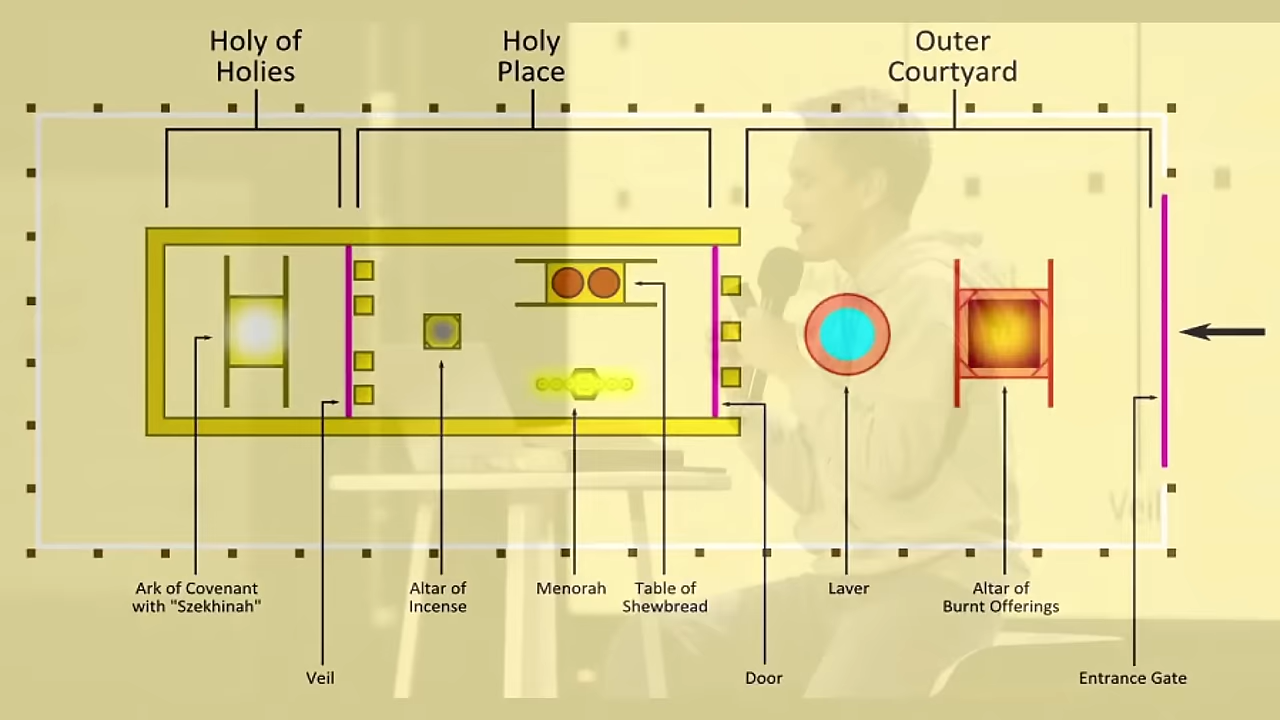 Holy of
Holies
Holy
Place
Outer
Courtyard
Veil
Ark of Covenant
with "Szekhinah"
Altar of
Incense
Menorah
Table of
Shewbread
Laver
Altar of
Burnt Offerings
Veil
Door
Entrance Gate